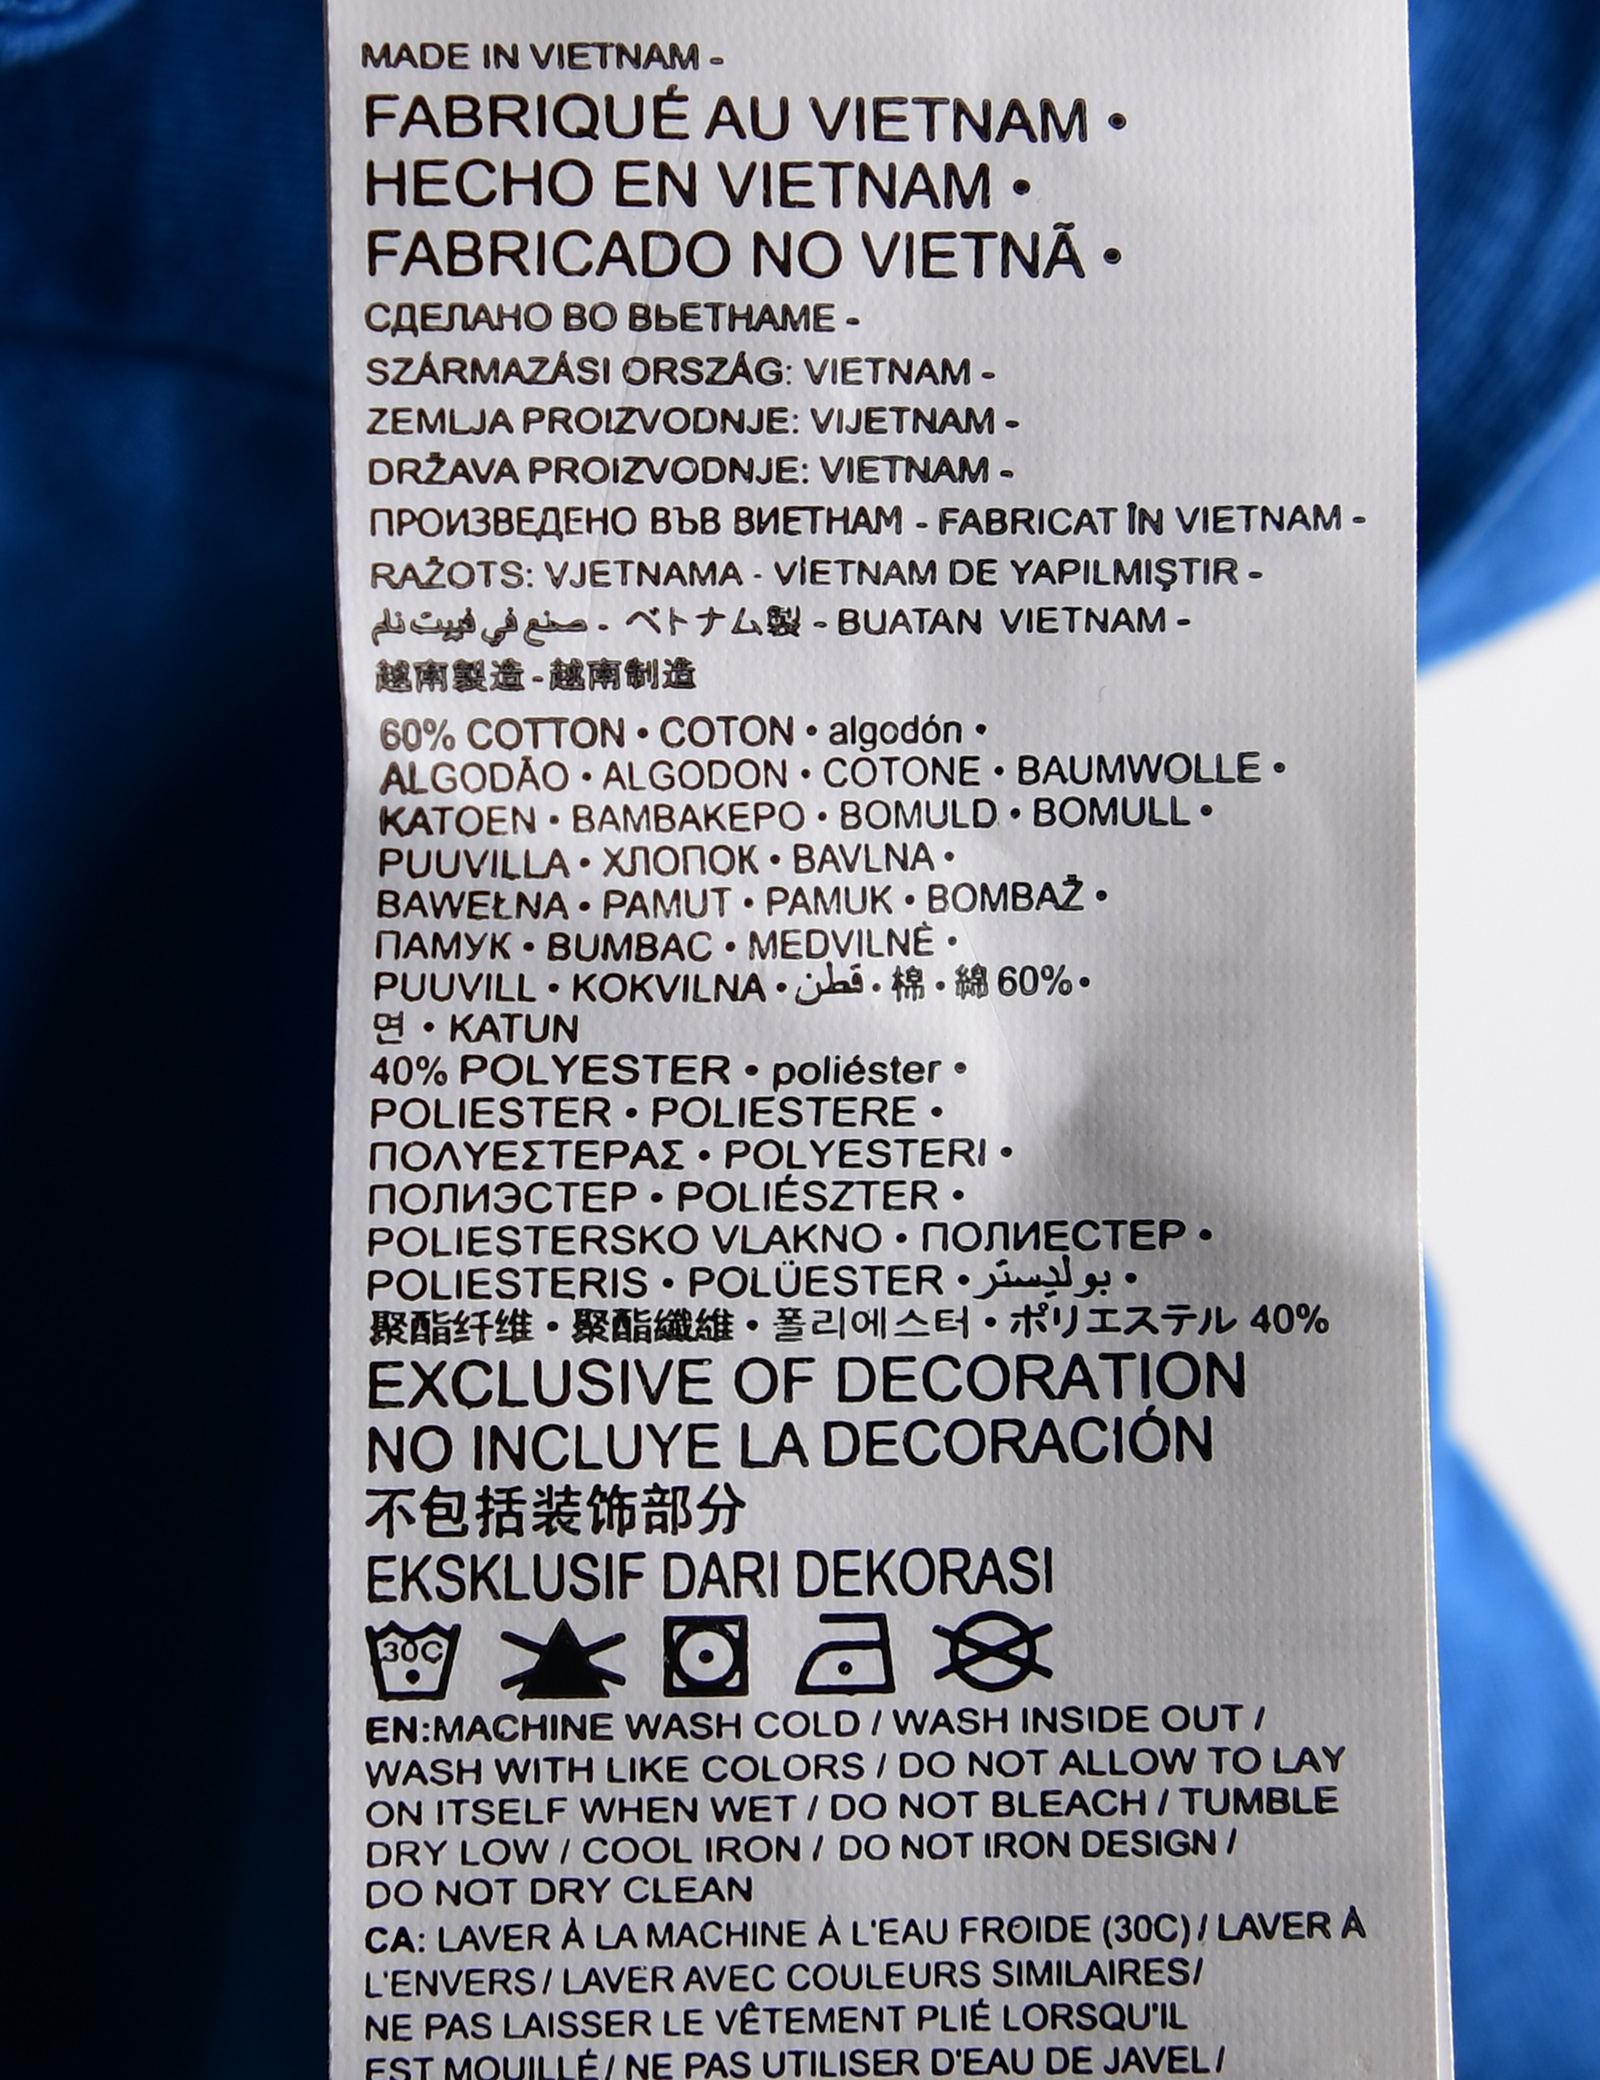 MADE IN VIETNAM -
FABRIQUÉ AU VIETNAM •
HECHO EN VIETNAM •
FABRICADO NO VIETNÃ •
СДЕЛАНО ВО ВЬЕТНАМЕ -
SZÁRMAZÁSI ORSZÁG: VIETNAM -
ZEMLJA PROIZVODNJE: VIJETNAM -
DRŽAVA PROIZVODNJE: VIETNAM -
ПРОИЗВЕДЕНО ВЪВ ВИЕТНАМ - FABRICAT ÎN VIETNAM -
RAŽOTS: VJETNAMA - VİETNAM DE YAPILMIŞTIR -
صنع في فييت نام - ベトナム製 - BUATAN VIETNAM -
越南製造 - 越南制造
60% COTTON • COTON • algodón •
ALGODÃO • ALGODON • COTONE • BAUMWOLLE •
KATOEN • ΒΑΜΒΑΚΕΡΟ • BOMULD • BOMULL •
PUUVILLA • ХЛОПОК • BAVLNA •
BAWEŁNA • PAMUT • PAMUK • BOMBAŽ •
ПАМУК • BUMBAC • MEDVILNĖ •
PUUVILL • KOKVILNA • قطن • 棉 • 綿 60% •
면 • KATUN
40% POLYESTER • poliéster •
POLIESTER • POLIESTERE •
ΠΟΛΥΕΣΤΕΡΑΣ • POLYESTERI •
ПОЛИЭСТЕР • POLIÉSZTER •
POLIESTERSKO VLAKNO • ПОЛИЕСТЕР •
POLIESTERIS • POLÜESTER • بوليستر •
聚酯纤维 • 聚酯纖維 • 폴리에스터 • ポリエステル 40%
EXCLUSIVE OF DECORATION
NO INCLUYE LA DECORACIÓN
不包括装饰部分
EKSKLUSIF DARI DEKORASI
30C
EN:MACHINE WASH COLD / WASH INSIDE OUT /
WASH WITH LIKE COLORS / DO NOT ALLOW TO LAY
ON ITSELF WHEN WET / DO NOT BLEACH / TUMBLE
DRY LOW / COOL IRON / DO NOT IRON DESIGN /
DO NOT DRY CLEAN
CA: LAVER À LA MACHINE À L'EAU FROIDE (30C) / LAVER À
L'ENVERS / LAVER AVEC COULEURS SIMILAIRES/
NE PAS LAISSER LE VÊTEMENT PLIÉ LORSQU'IL
EST MOUILLÉ / NE PAS UTILISER D'EAU DE JAVEL /